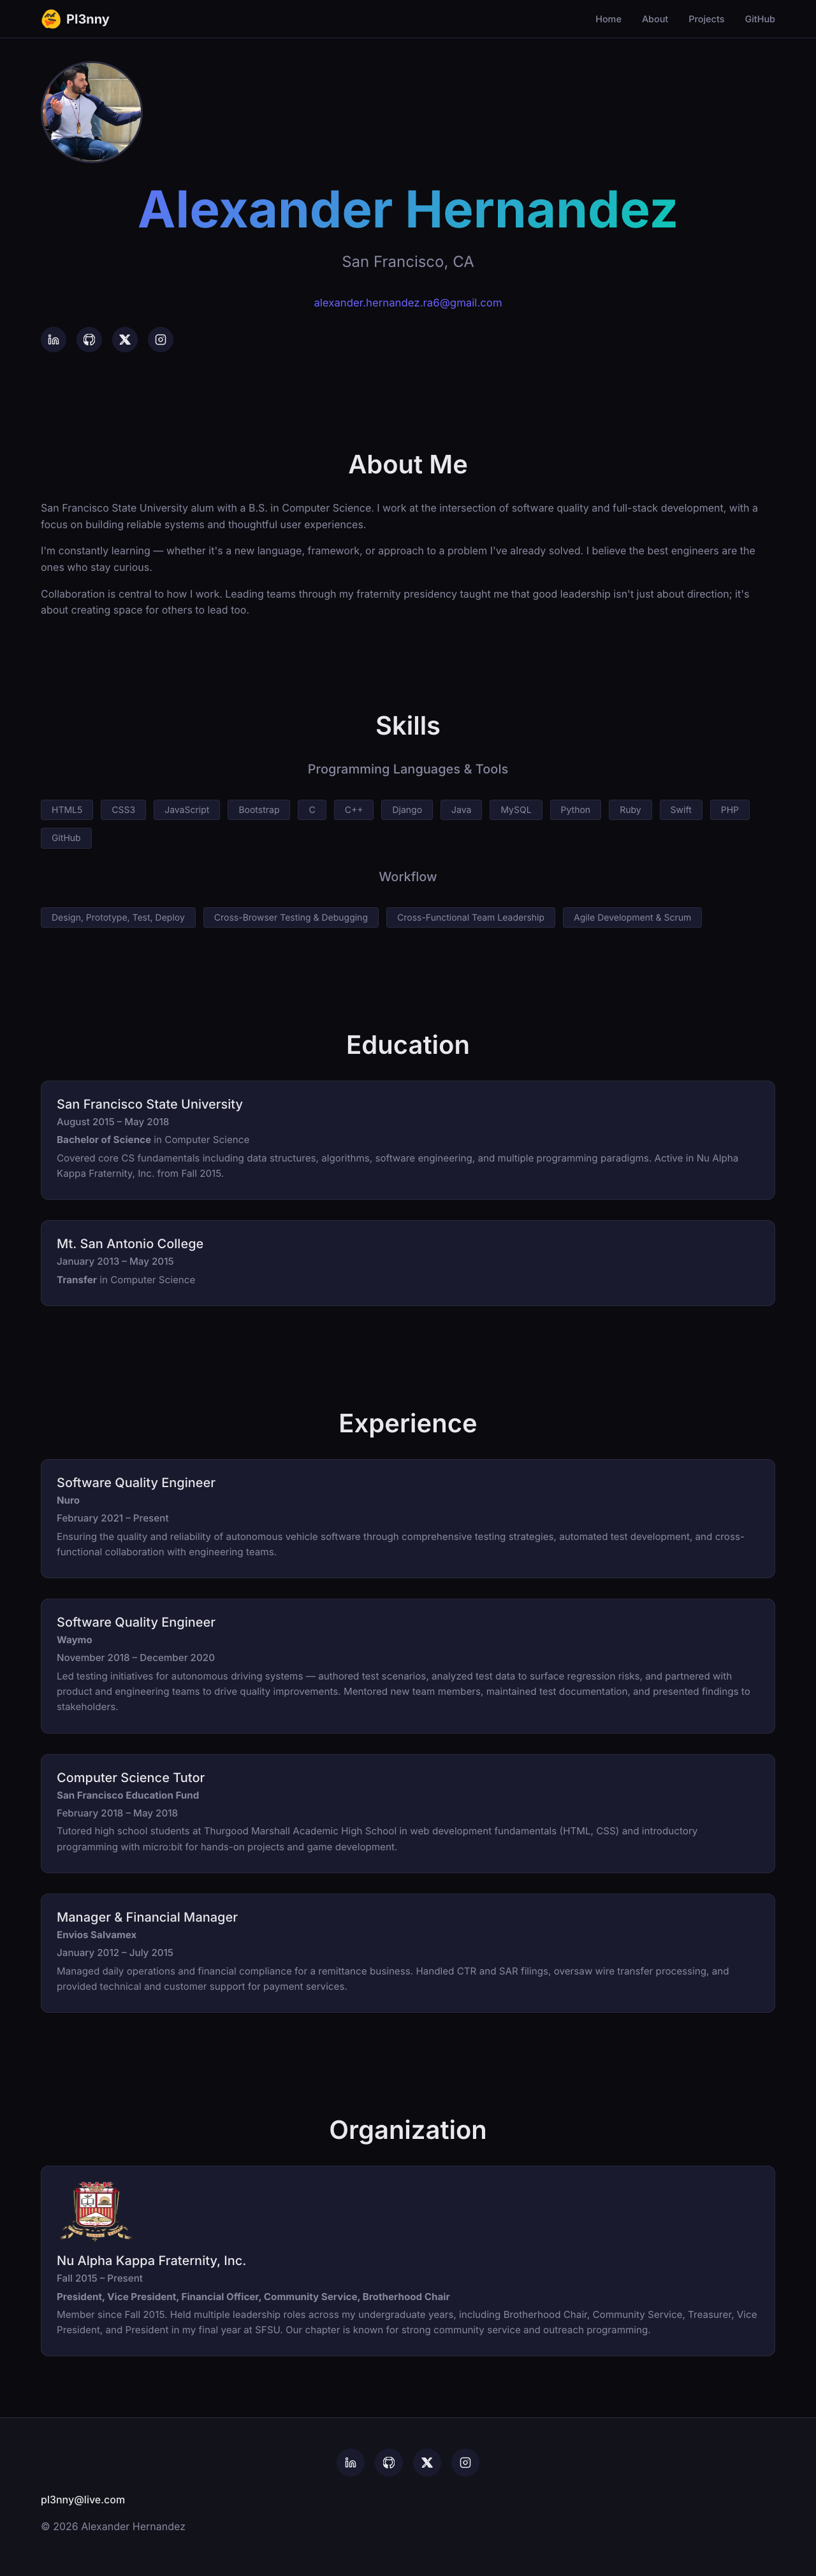 Pl3nny
Home About Projects GitHub
Alexander Hernandez
San Francisco, CA
alexander.hernandez.ra6@gmail.com
About Me
San Francisco State University alum with a B.S. in Computer Science. I work at the intersection of software quality and full-stack development, with a
focus on building reliable systems and thoughtful user experiences.
I'm constantly learning — whether it's a new language, framework, or approach to a problem I've already solved. I believe the best engineers are the
ones who stay curious.
Collaboration is central to how I work. Leading teams through my fraternity presidency taught me that good leadership isn't just about direction; it's
about creating space for others to lead too.
Skills
Programming Languages & Tools
HTML5 CSS3 JavaScript Bootstrap C C++ Django Java MySQL Python Ruby Swift PHP
GitHub
Workflow
Design, Prototype, Test, Deploy Cross-Browser Testing & Debugging Cross-Functional Team Leadership Agile Development & Scrum
Education
San Francisco State University
August 2015 – May 2018
Bachelor of Science in Computer Science
Covered core CS fundamentals including data structures, algorithms, software engineering, and multiple programming paradigms. Active in Nu Alpha
Kappa Fraternity, Inc. from Fall 2015.
Mt. San Antonio College
January 2013 – May 2015
Transfer in Computer Science
Experience
Software Quality Engineer
Nuro
February 2021 – Present
Ensuring the quality and reliability of autonomous vehicle software through comprehensive testing strategies, automated test development, and cross-
functional collaboration with engineering teams.
Software Quality Engineer
Waymo
November 2018 – December 2020
Led testing initiatives for autonomous driving systems — authored test scenarios, analyzed test data to surface regression risks, and partnered with
product and engineering teams to drive quality improvements. Mentored new team members, maintained test documentation, and presented findings to
stakeholders.
Computer Science Tutor
San Francisco Education Fund
February 2018 – May 2018
Tutored high school students at Thurgood Marshall Academic High School in web development fundamentals (HTML, CSS) and introductory
programming with micro:bit for hands-on projects and game development.
Manager & Financial Manager
Envios Salvamex
January 2012 – July 2015
Managed daily operations and financial compliance for a remittance business. Handled CTR and SAR filings, oversaw wire transfer processing, and
provided technical and customer support for payment services.
Organization
Nu Alpha Kappa Fraternity, Inc.
Fall 2015 – Present
President, Vice President, Financial Officer, Community Service, Brotherhood Chair
Member since Fall 2015. Held multiple leadership roles across my undergraduate years, including Brotherhood Chair, Community Service, Treasurer, Vice
President, and President in my final year at SFSU. Our chapter is known for strong community service and outreach programming.
pl3nny@live.com
© 2026 Alexander Hernandez